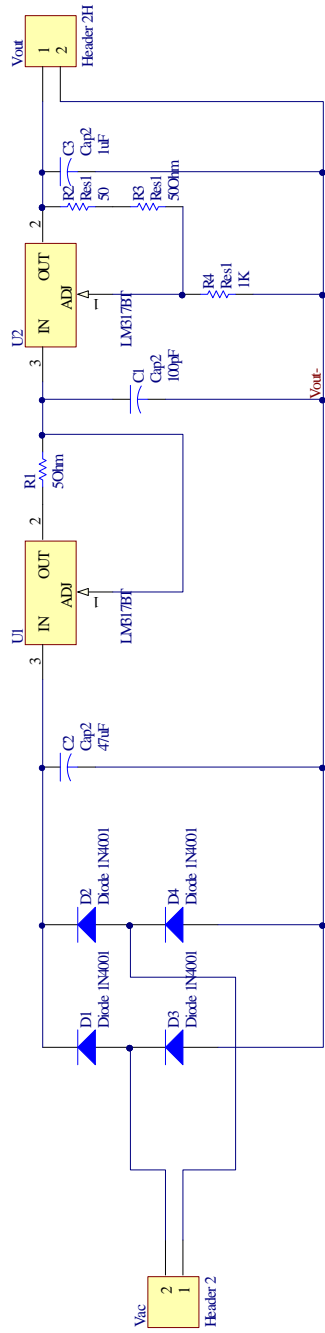 Vac
2
1
Header 2
D1
Diode 1N4001
D2
Diode 1N4001
D3
Diode 1N4001
D4
Diode 1N4001
C2
Cap2
47uF
U1
3
IN
OUT
2
ADJ
1
LM317BT
R1
5Ohm
C1
Cap2
100pF
U2
3
IN
OUT
2
ADJ
1
LM317BT
R2
Res1
50
R3
Res1
50Ohm
R4
Res1
1K
C3
Cap2
1uF
Vout-
Vout
1
2
Header 2H